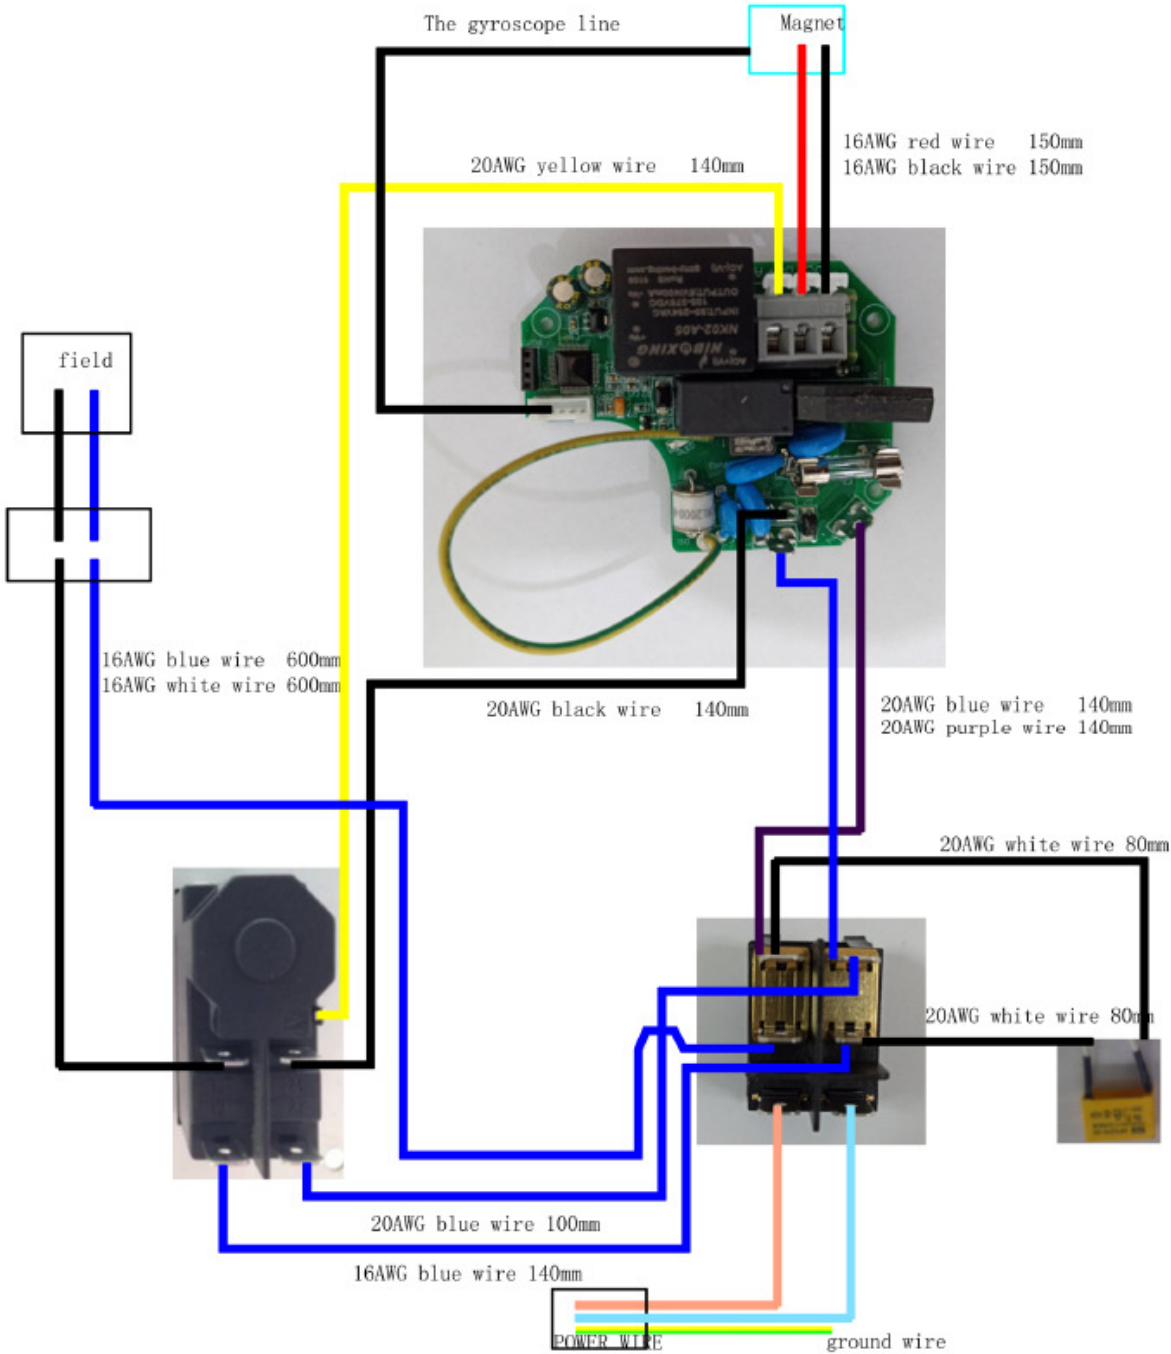 The gyroscope line
Magnet
16AWG red wire 150mm
16AWG black wire 150mm
20AWG yellow wire 140mm
field
16AWG blue wire 600mm
16AWG white wire 600mm
20AWG black wire 140mm
20AWG blue wire 140mm
20AWG purple wire 140mm
20AWG white wire 80mm
20AWG white wire 80mm
20AWG blue wire 100mm
16AWG blue wire 140mm
POWER WIRE
ground wire